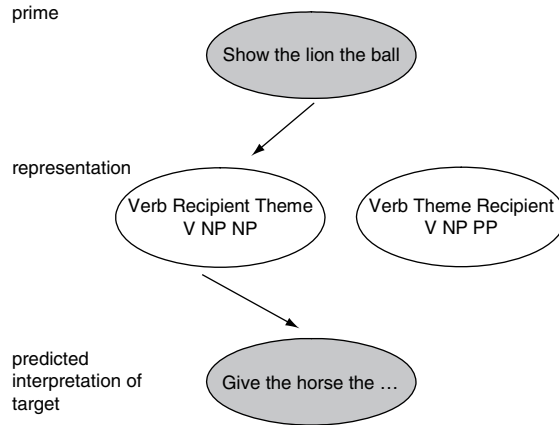 prime
Show the lion the ball
representation
Verb Recipient Theme
V NP NP
Verb Theme Recipient
V NP PP
predicted
interpretation of
target
Give the horse the …